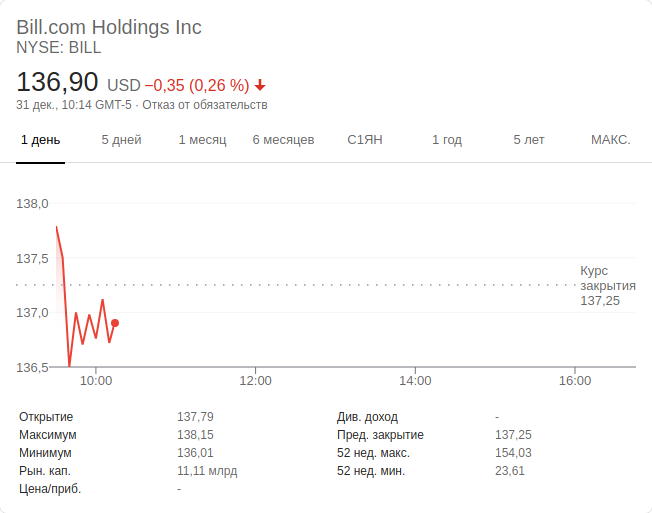 Bill.com Holdings Inc
NYSE: BILL
136,90 USD −0,35 (0,26 %)
31 дек., 10:14 GMT-5 · Отказ от обязательств
1 день 5 дней 1 месяц 6 месяцев С1ЯН 1 год 5 лет МАКС.
138,0
137,5
Курс
закрытия
137,25
137,0
136,5
10:00 12:00 14:00 16:00
Открытие 137,79 Див. доход -
Максимум 138,15 Пред. закрытие 137,25
Минимум 136,01 52 нед. макс. 154,03
Рын. кап. 11,11 млрд 52 нед. мин. 23,61
Цена/приб. -